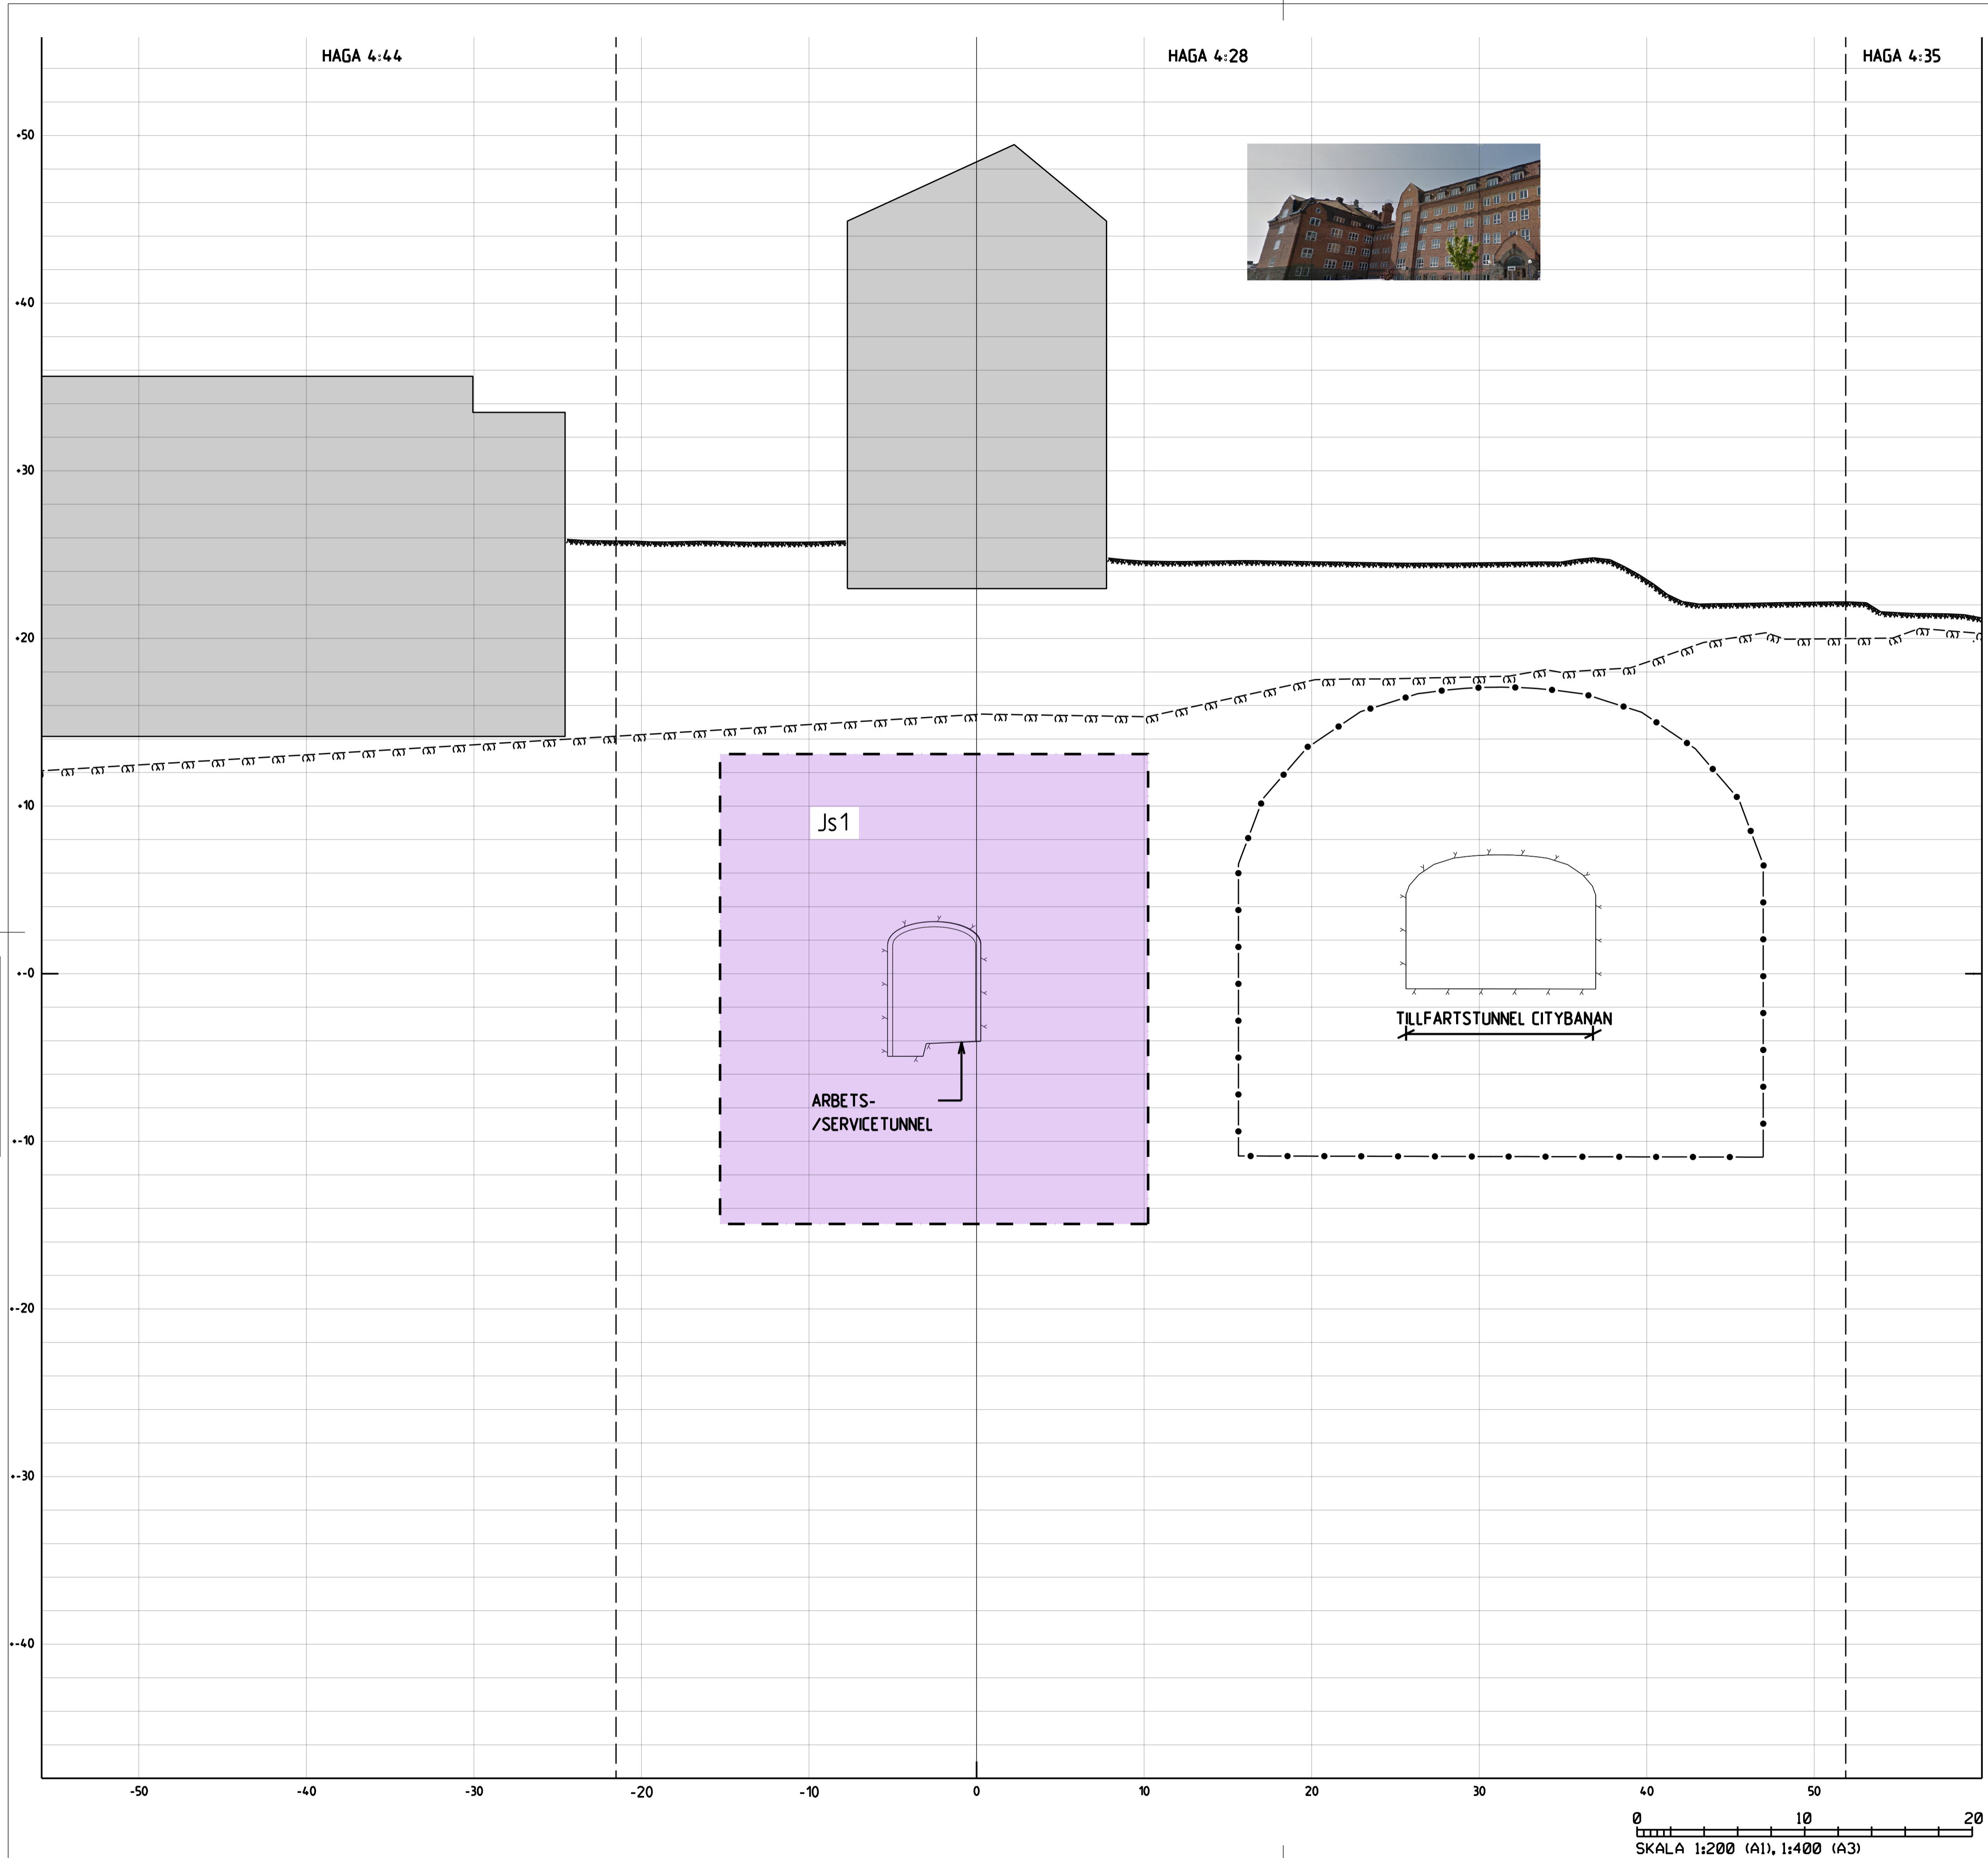 HAGA 4:44
HAGA 4:28
HAGA 4:35
+50
+40
+30
+20
+10
+-0
+-10
+-20
+-30
+-40
Js1
TILLFARTSTUNNEL CITYBANAN
ARBETS-
/SERVICETUNNEL
-50 -40 -30 -20 -10 0 10 20 30 40 50
0 10 20
SKALA 1:200 (A1), 1:400 (A3)